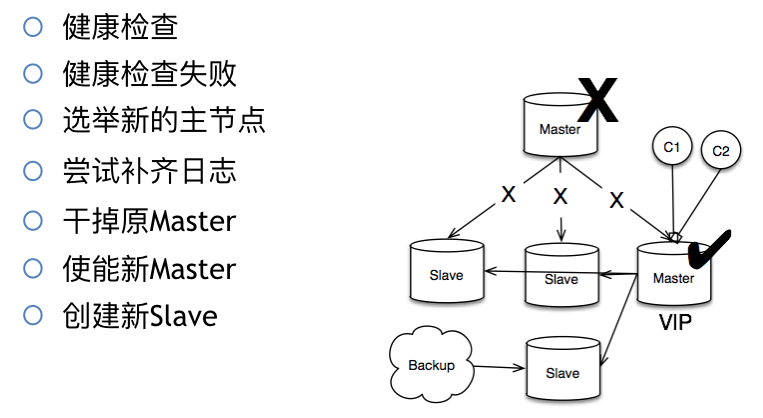 健康检查
健康检查失败
选举新的主节点
尝试补齐日志
干掉原Master
使能新Master
创建新Slave
X
Master
C1
C2
X
X
X
Slave
Slave
Master
VIP
Backup
Slave